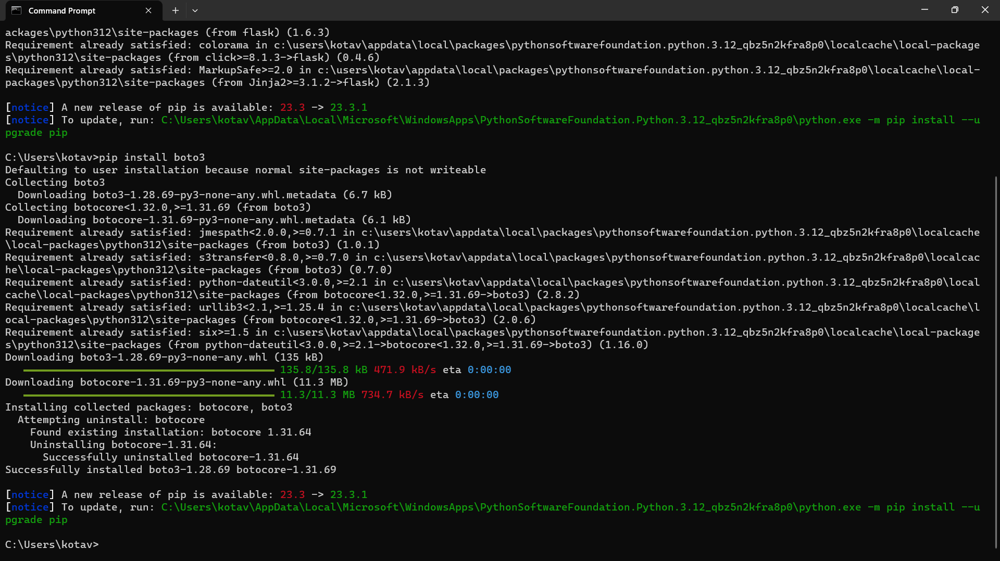 Command Prompt
ackages\python312\site-packages (from flask) (1.6.3)
Requirement already satisfied: colorama in c:\users\kotav\appdata\local\packages\pythonsoftwarefoundation.python.3.12_qbz5n2kfra8p0\localcache\local-package
s\python312\site-packages (from click>=8.1.3->flask) (0.4.6)
Requirement already satisfied: MarkupSafe>=2.0 in c:\users\kotav\appdata\local\packages\pythonsoftwarefoundation.python.3.12_qbz5n2kfra8p0\localcache\local-
packages\python312\site-packages (from Jinja2>=3.1.2->flask) (2.1.3)
[notice] A new release of pip is available: 23.3 -> 23.3.1
[notice] To update, run: C:\Users\kotav\AppData\Local\Microsoft\WindowsApps\PythonSoftwareFoundation.Python.3.12_qbz5n2kfra8p0\python.exe -m pip install --u
pgrade pip
C:\Users\kotav>pip install boto3
Defaulting to user installation because normal site-packages is not writeable
Collecting boto3
  Downloading boto3-1.28.69-py3-none-any.whl.metadata (6.7 kB)
Collecting botocore<1.32.0,>=1.31.69 (from boto3)
  Downloading botocore-1.31.69-py3-none-any.whl.metadata (6.1 kB)
Requirement already satisfied: jmespath<2.0.0,>=0.7.1 in c:\users\kotav\appdata\local\packages\pythonsoftwarefoundation.python.3.12_qbz5n2kfra8p0\localcache
\local-packages\python312\site-packages (from boto3) (1.0.1)
Requirement already satisfied: s3transfer<0.8.0,>=0.7.0 in c:\users\kotav\appdata\local\packages\pythonsoftwarefoundation.python.3.12_qbz5n2kfra8p0\localcac
he\local-packages\python312\site-packages (from boto3) (0.7.0)
Requirement already satisfied: python-dateutil<3.0.0,>=2.1 in c:\users\kotav\appdata\local\packages\pythonsoftwarefoundation.python.3.12_qbz5n2kfra8p0\local
cache\local-packages\python312\site-packages (from botocore<1.32.0,>=1.31.69->boto3) (2.8.2)
Requirement already satisfied: urllib3<2.1,>=1.25.4 in c:\users\kotav\appdata\local\packages\pythonsoftwarefoundation.python.3.12_qbz5n2kfra8p0\localcache\l
ocal-packages\python312\site-packages (from botocore<1.32.0,>=1.31.69->boto3) (2.0.6)
Requirement already satisfied: six>=1.5 in c:\users\kotav\appdata\local\packages\pythonsoftwarefoundation.python.3.12_qbz5n2kfra8p0\localcache\local-package
s\python312\site-packages (from python-dateutil<3.0.0,>=2.1->botocore<1.32.0,>=1.31.69->boto3) (1.16.0)
Downloading boto3-1.28.69-py3-none-any.whl (135 kB)
135.8/135.8 kB 471.9 kB/s eta 0:00:00
Downloading botocore-1.31.69-py3-none-any.whl (11.3 MB)
11.3/11.3 MB 734.7 kB/s eta 0:00:00
Installing collected packages: botocore, boto3
  Attempting uninstall: botocore
    Found existing installation: botocore 1.31.64
    Uninstalling botocore-1.31.64:
      Successfully uninstalled botocore-1.31.64
Successfully installed boto3-1.28.69 botocore-1.31.69
[notice] A new release of pip is available: 23.3 -> 23.3.1
[notice] To update, run: C:\Users\kotav\AppData\Local\Microsoft\WindowsApps\PythonSoftwareFoundation.Python.3.12_qbz5n2kfra8p0\python.exe -m pip install --u
pgrade pip
C:\Users\kotav>